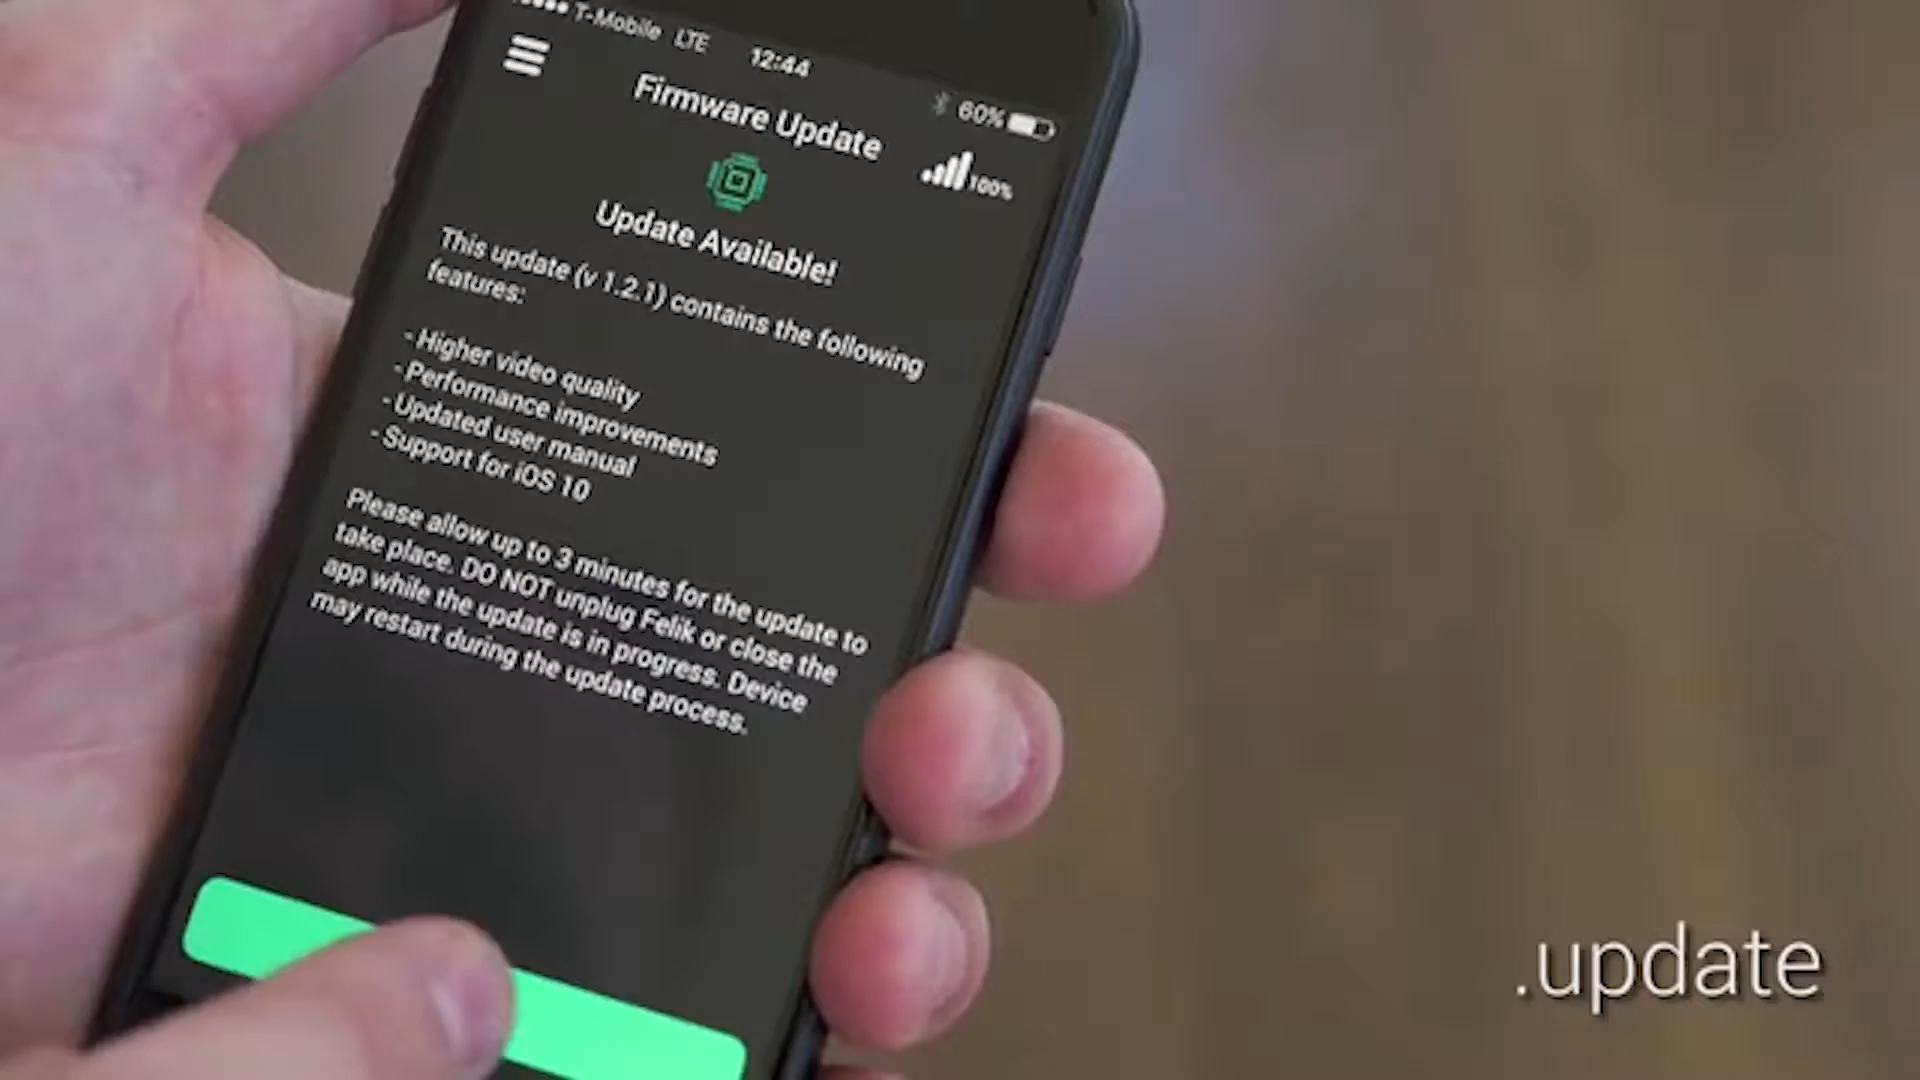 T-Mobile LTE 12:44 60%
Firmware Update
100%
Update Available!
This update (v 1.2.1) contains the following
features:
- Higher video quality
- Performance improvements
- Updated user manual
- Support for iOS 10
Please allow up to 3 minutes for the update to
take place. DO NOT unplug Felik or close the
app while the update is in progress. Device
may restart during the update process.
.update